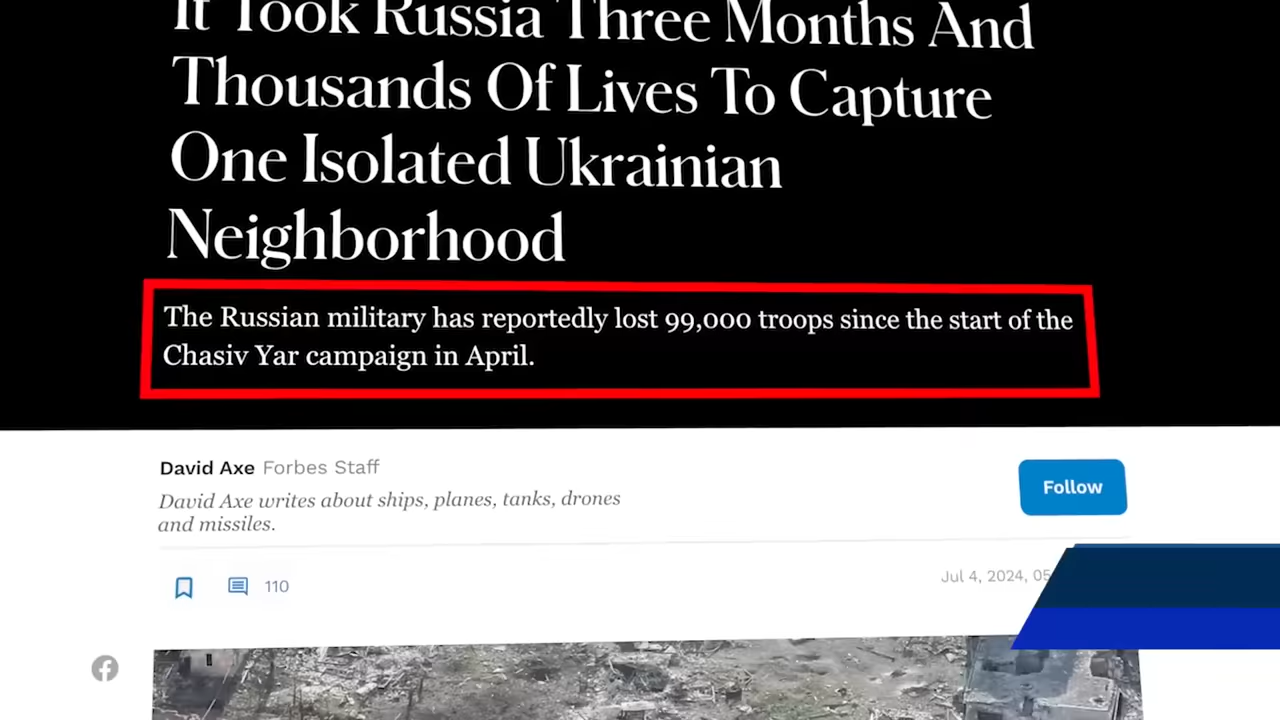 It Took Russia Three Months And
Thousands Of Lives To Capture
One Isolated Ukrainian
Neighborhood
The Russian military has reportedly lost 99,000 troops since the start of the
Chasiv Yar campaign in April.
David Axe Forbes Staff
David Axe writes about ships, planes, tanks, drones
and missiles.
Follow
110
Jul 4, 2024,